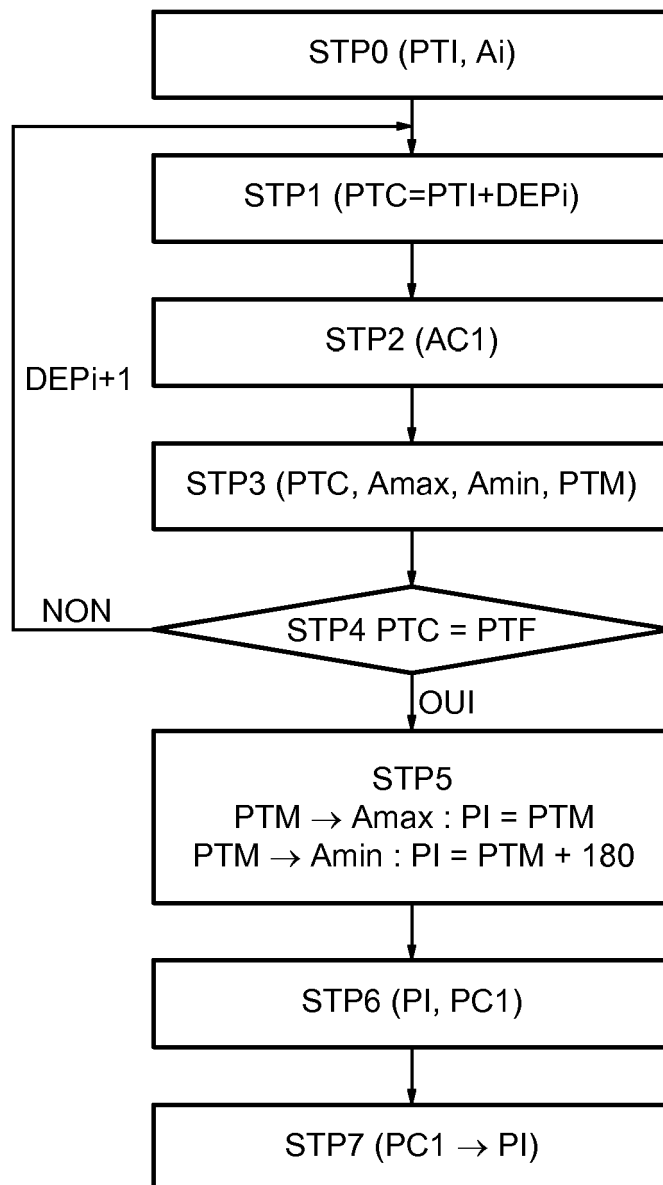 STP0 (PTI, Ai)
STP1 (PTC=PTI+DEPi)
STP2 (AC1)
DEPi+1
STP3 (PTC, Amax, Amin, PTM)
NON
STP4 PTC = PTF
OUI
STP5
PTM → Amax : PI = PTM
PTM → Amin : PI = PTM + 180
STP6 (PI, PC1)
STP7 (PC1 → PI)